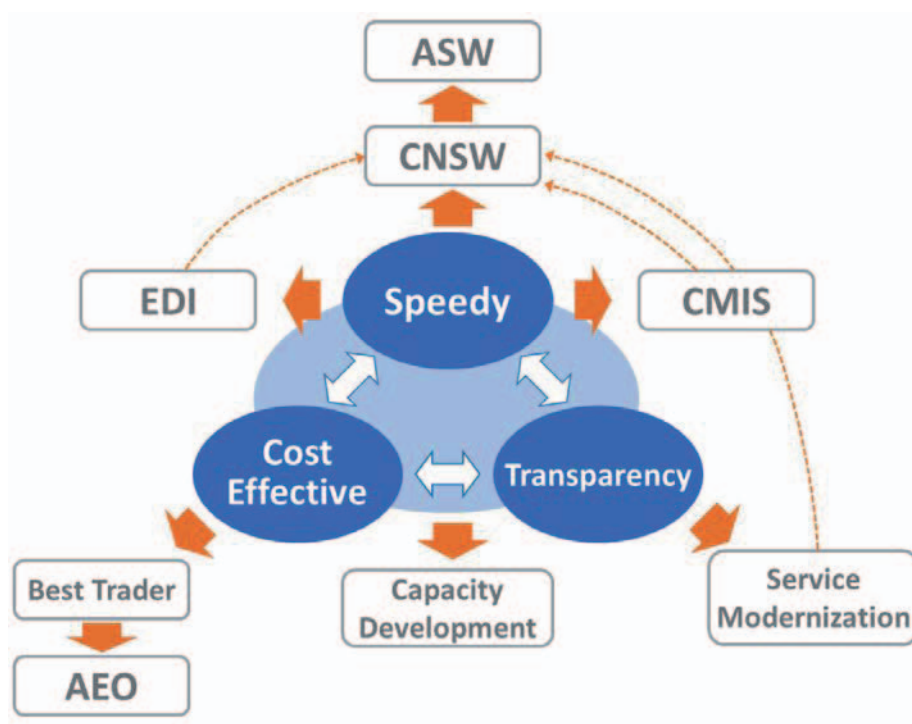 ASW
CNSW
EDI
Speedy
CMIS
Cost
Effective
Transparency
Best Trader
Capacity
Development
Service
Modernization
AEO